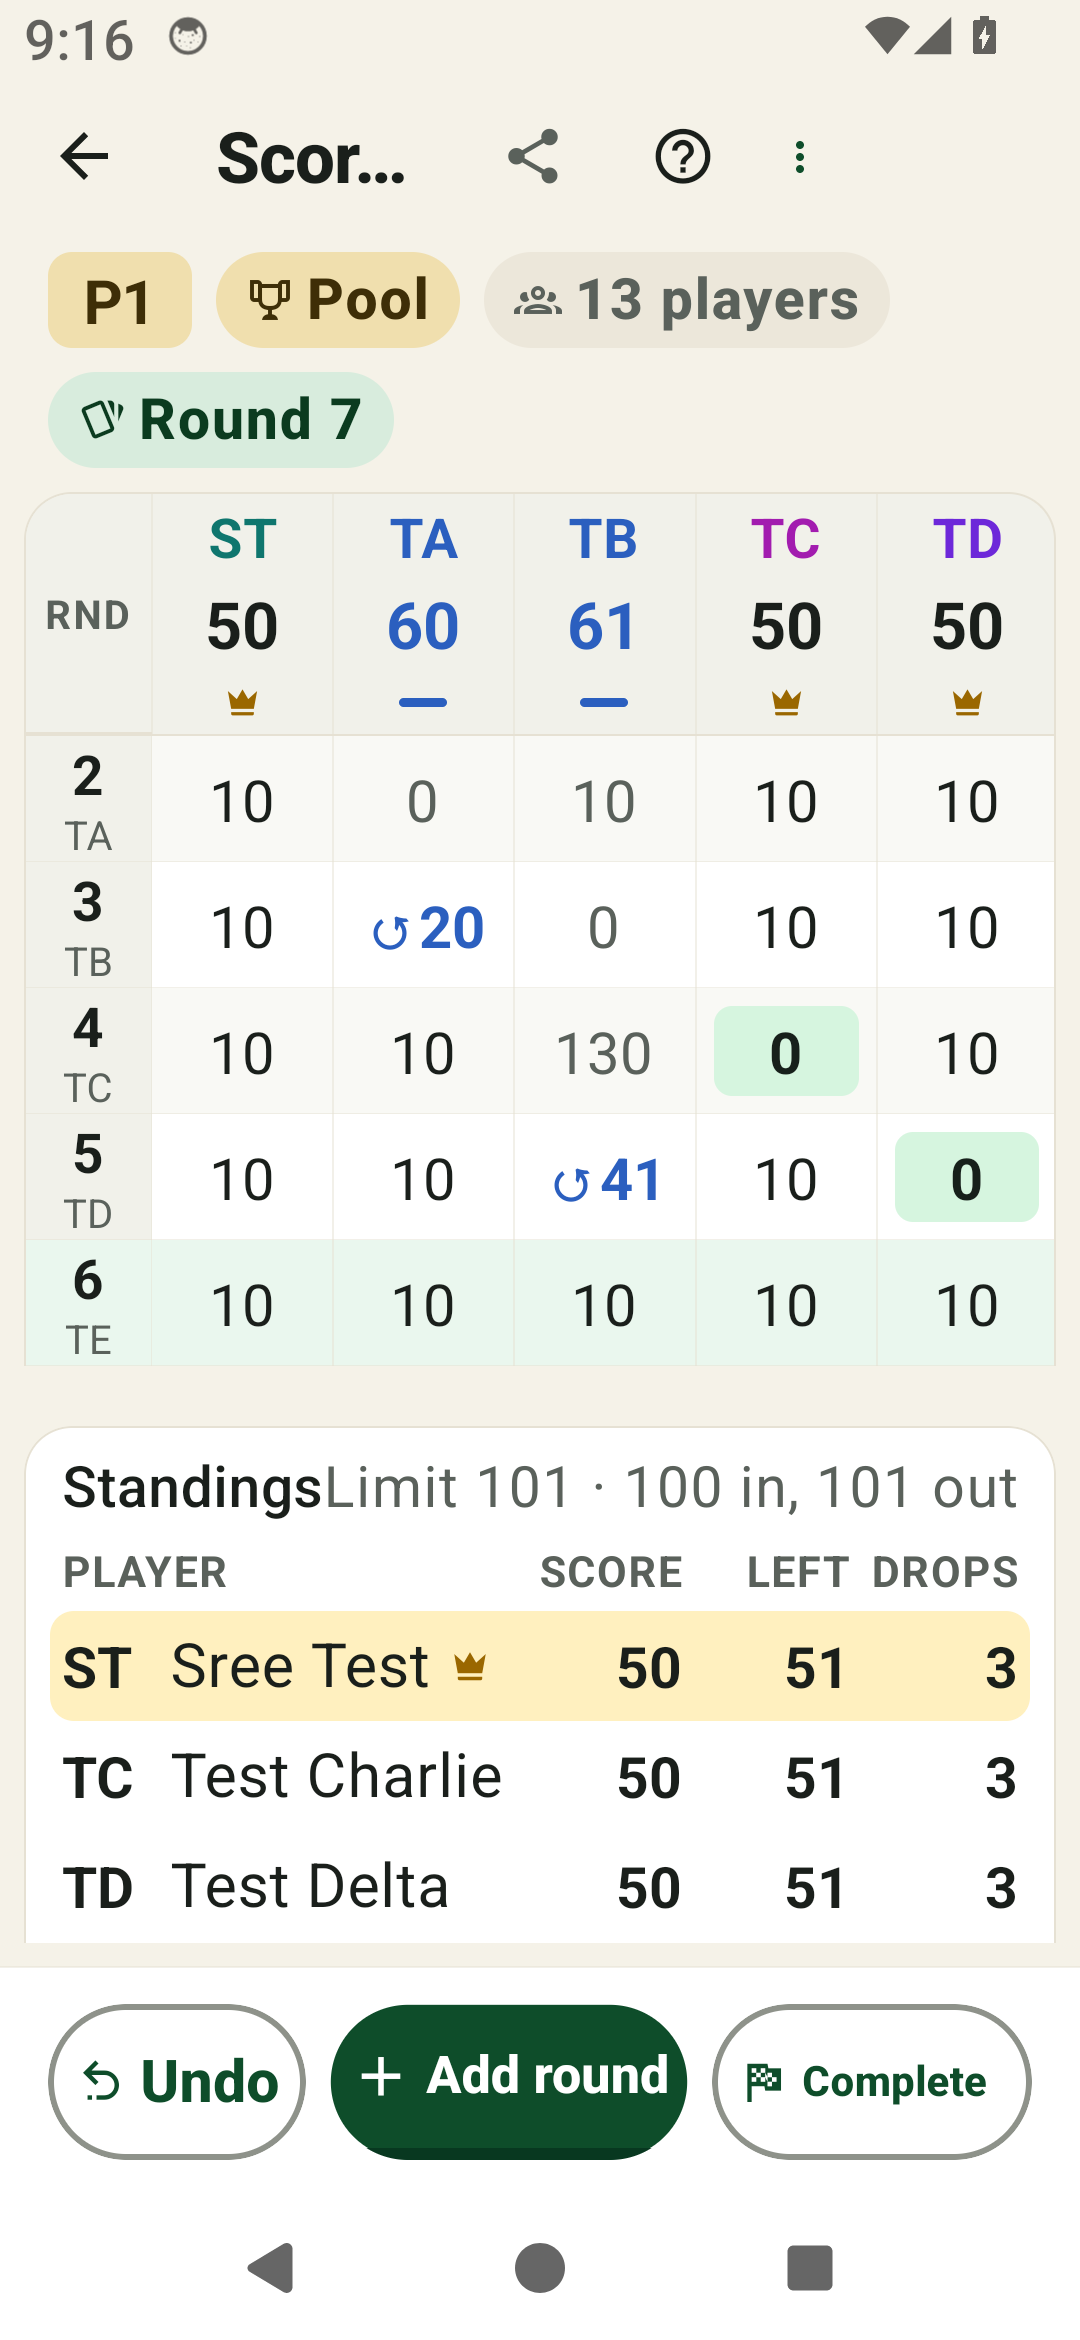 9:16
Scor...
P1
Pool
13 players
Round 7
RND ST TA TB TC TD
50 60 61 50 50
2 TA 10 0 10 10 10
3 TB 10 20 0 10 10
4 TC 10 10 130 0 10
5 TD 10 10 41 10 0
6 TE 10 10 10 10 10
Standings Limit 101 · 100 in, 101 out
PLAYER SCORE LEFT DROPS
ST Sree Test 50 51 3
TC Test Charlie 50 51 3
TD Test Delta 50 51 3
Undo
Add round
Complete